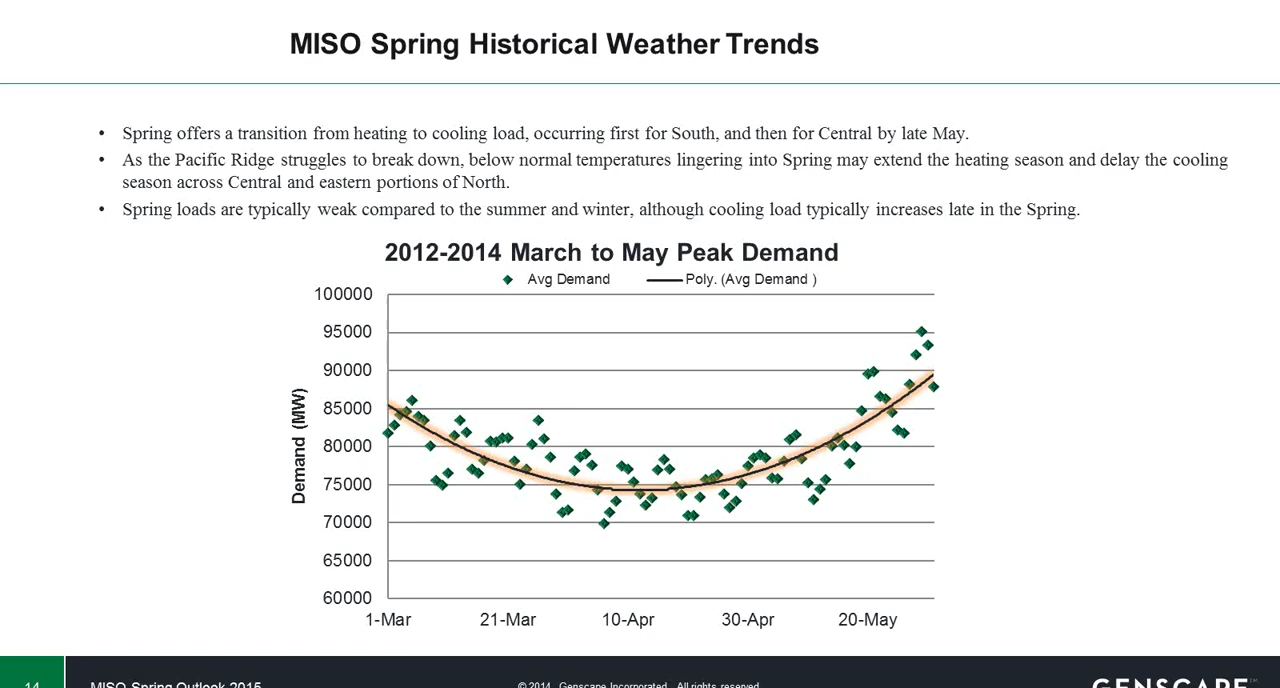 MISO Spring Historical Weather Trends
• Spring offers a transition from heating to cooling load, occurring first for South, and then for Central by late May.
• As the Pacific Ridge struggles to break down, below normal temperatures lingering into Spring may extend the heating season and delay the cooling
season across Central and eastern portions of North.
• Spring loads are typically weak compared to the summer and winter, although cooling load typically increases late in the Spring.
2012-2014 March to May Peak Demand
Avg Demand Poly. (Avg Demand )
100000
95000
90000
85000
80000
75000
70000
65000
60000
Demand (MW)
1-Mar 21-Mar 10-Apr 30-Apr 20-May
14 MISO Spring Outlook 2015 © 2014 Genscape Incorporated. All rights reserved GENSCAPE™